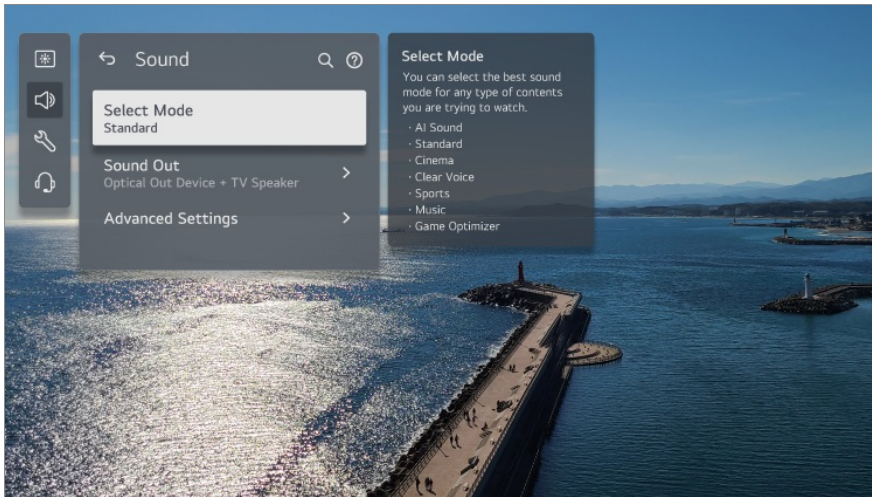 Sound
Select Mode
Standard
Sound Out
Optical Out Device + TV Speaker
Advanced Settings
Select Mode
You can select the best sound
mode for any type of contents
you are trying to watch.
· AI Sound
· Standard
· Cinema
· Clear Voice
· Sports
· Music
· Game Optimizer